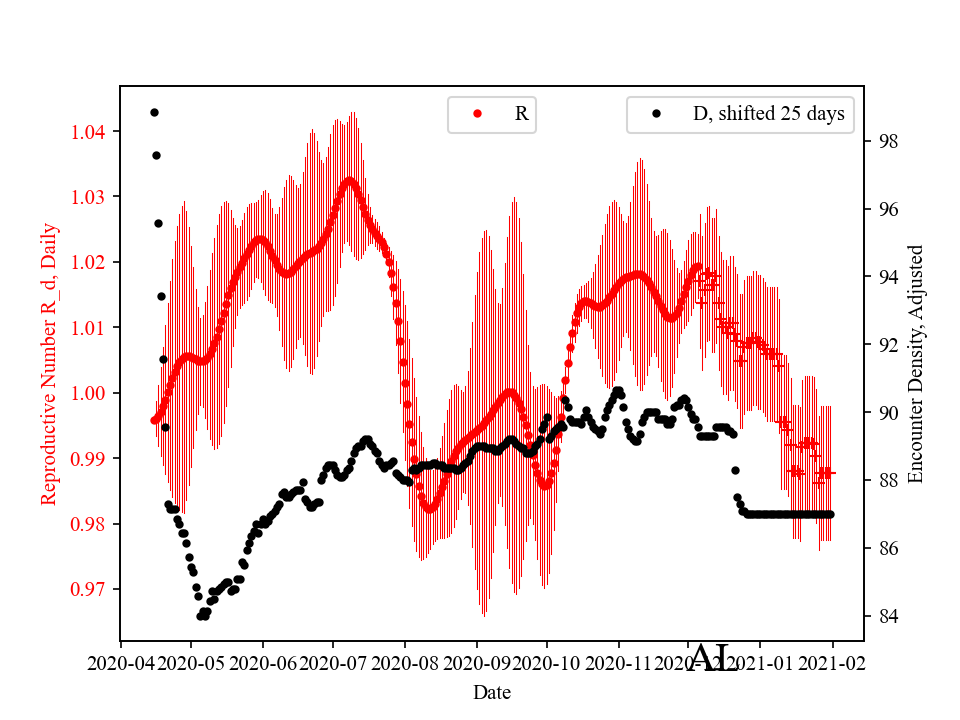 R
D, shifted 25 days
Reproductive Number R_d, Daily
1.04
1.03
1.02
1.01
1.00
0.99
0.98
0.97
98
96
94
92
90
88
86
84
Encounter Density, Adjusted
2020-04 2020-05 2020-06 2020-07 2020-08 2020-09 2020-10 2020-11 2020-12 2021-01 2021-02
AL
Date